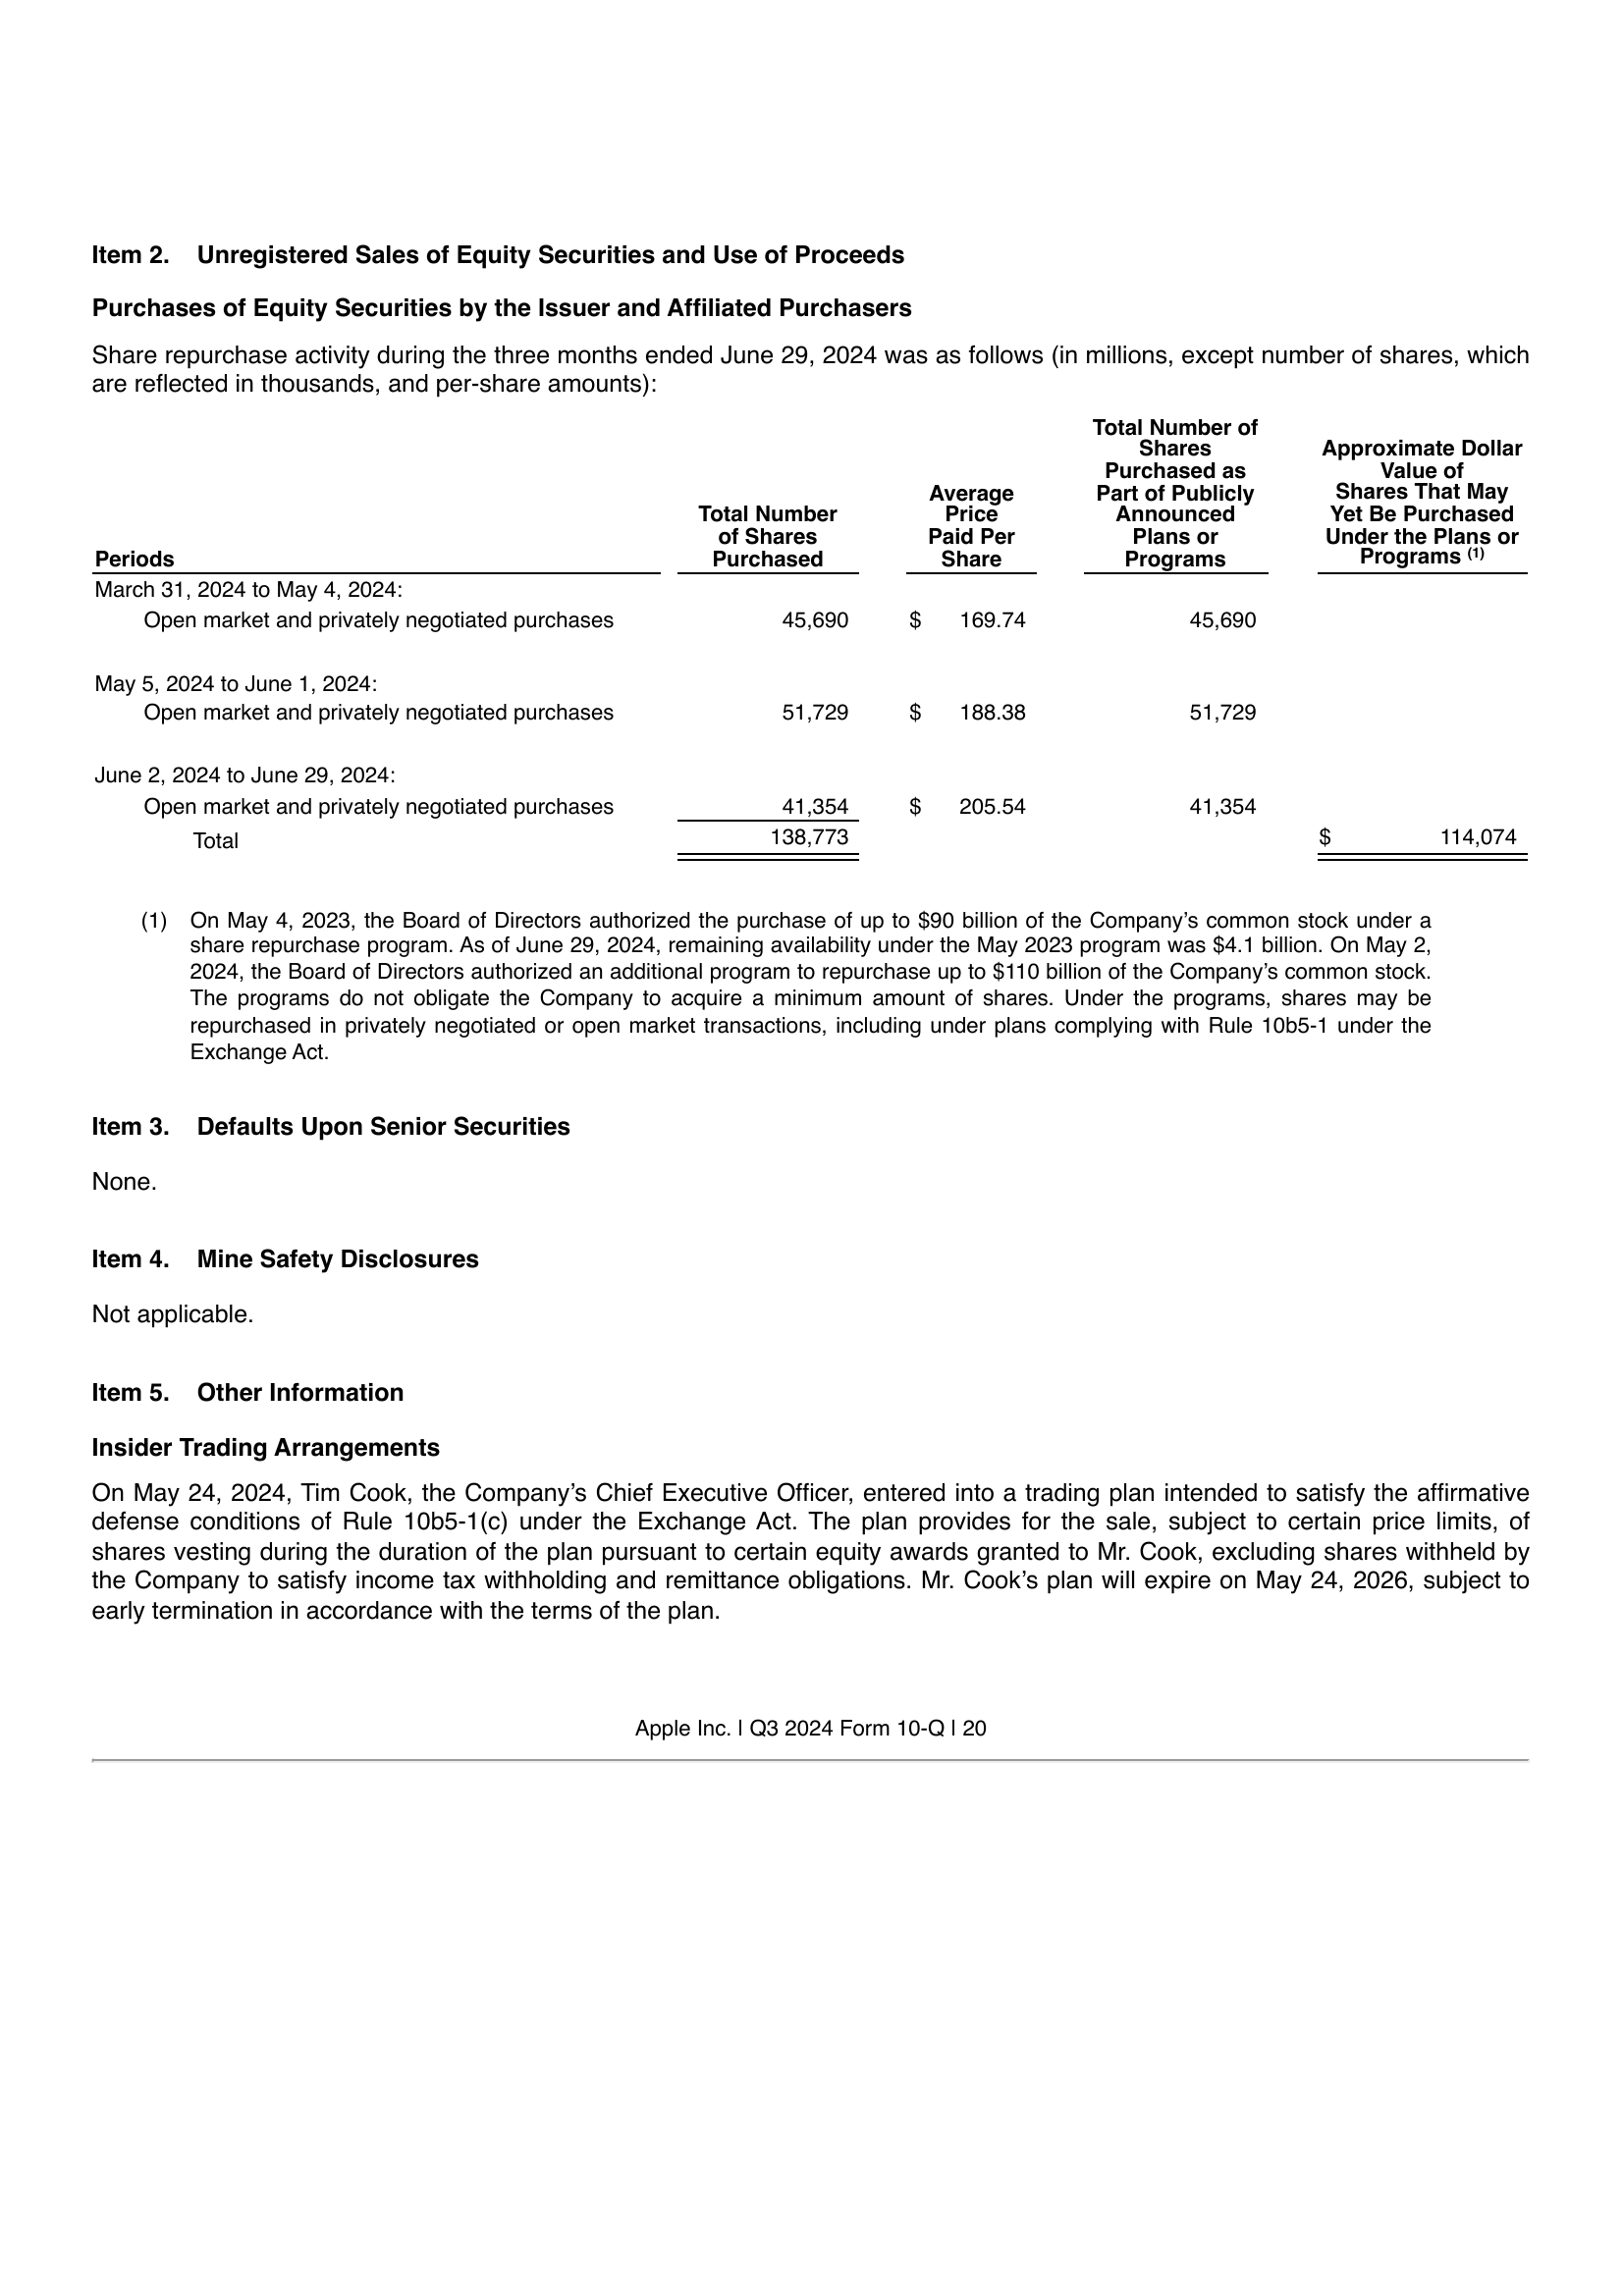 Item 2. Unregistered Sales of Equity Securities and Use of Proceeds
Purchases of Equity Securities by the Issuer and Affiliated Purchasers
Share repurchase activity during the three months ended June 29, 2024 was as follows (in millions, except number of shares, which
are reflected in thousands, and per-share amounts):
Periods
Total Number
of Shares
Purchased
Average
Price
Paid Per
Share
Total Number of
Shares
Purchased as
Part of Publicly
Announced
Plans or
Programs
Approximate Dollar
Value of
Shares That May
Yet Be Purchased
Under the Plans or
Programs (1)
March 31, 2024 to May 4, 2024:
Open market and privately negotiated purchases 45,690 $ 169.74 45,690
May 5, 2024 to June 1, 2024:
Open market and privately negotiated purchases 51,729 $ 188.38 51,729
June 2, 2024 to June 29, 2024:
Open market and privately negotiated purchases 41,354 $ 205.54 41,354
Total 138,773 $ 114,074
(1) On May 4, 2023, the Board of Directors authorized the purchase of up to $90 billion of the Company’s common stock under a
share repurchase program. As of June 29, 2024, remaining availability under the May 2023 program was $4.1 billion. On May 2,
2024, the Board of Directors authorized an additional program to repurchase up to $110 billion of the Company’s common stock.
The programs do not obligate the Company to acquire a minimum amount of shares. Under the programs, shares may be
repurchased in privately negotiated or open market transactions, including under plans complying with Rule 10b5-1 under the
Exchange Act.
Item 3. Defaults Upon Senior Securities
None.
Item 4. Mine Safety Disclosures
Not applicable.
Item 5. Other Information
Insider Trading Arrangements
On May 24, 2024, Tim Cook, the Company’s Chief Executive Officer, entered into a trading plan intended to satisfy the affirmative
defense conditions of Rule 10b5-1(c) under the Exchange Act. The plan provides for the sale, subject to certain price limits, of
shares vesting during the duration of the plan pursuant to certain equity awards granted to Mr. Cook, excluding shares withheld by
the Company to satisfy income tax withholding and remittance obligations. Mr. Cook’s plan will expire on May 24, 2026, subject to
early termination in accordance with the terms of the plan.
Apple Inc. | Q3 2024 Form 10-Q | 20